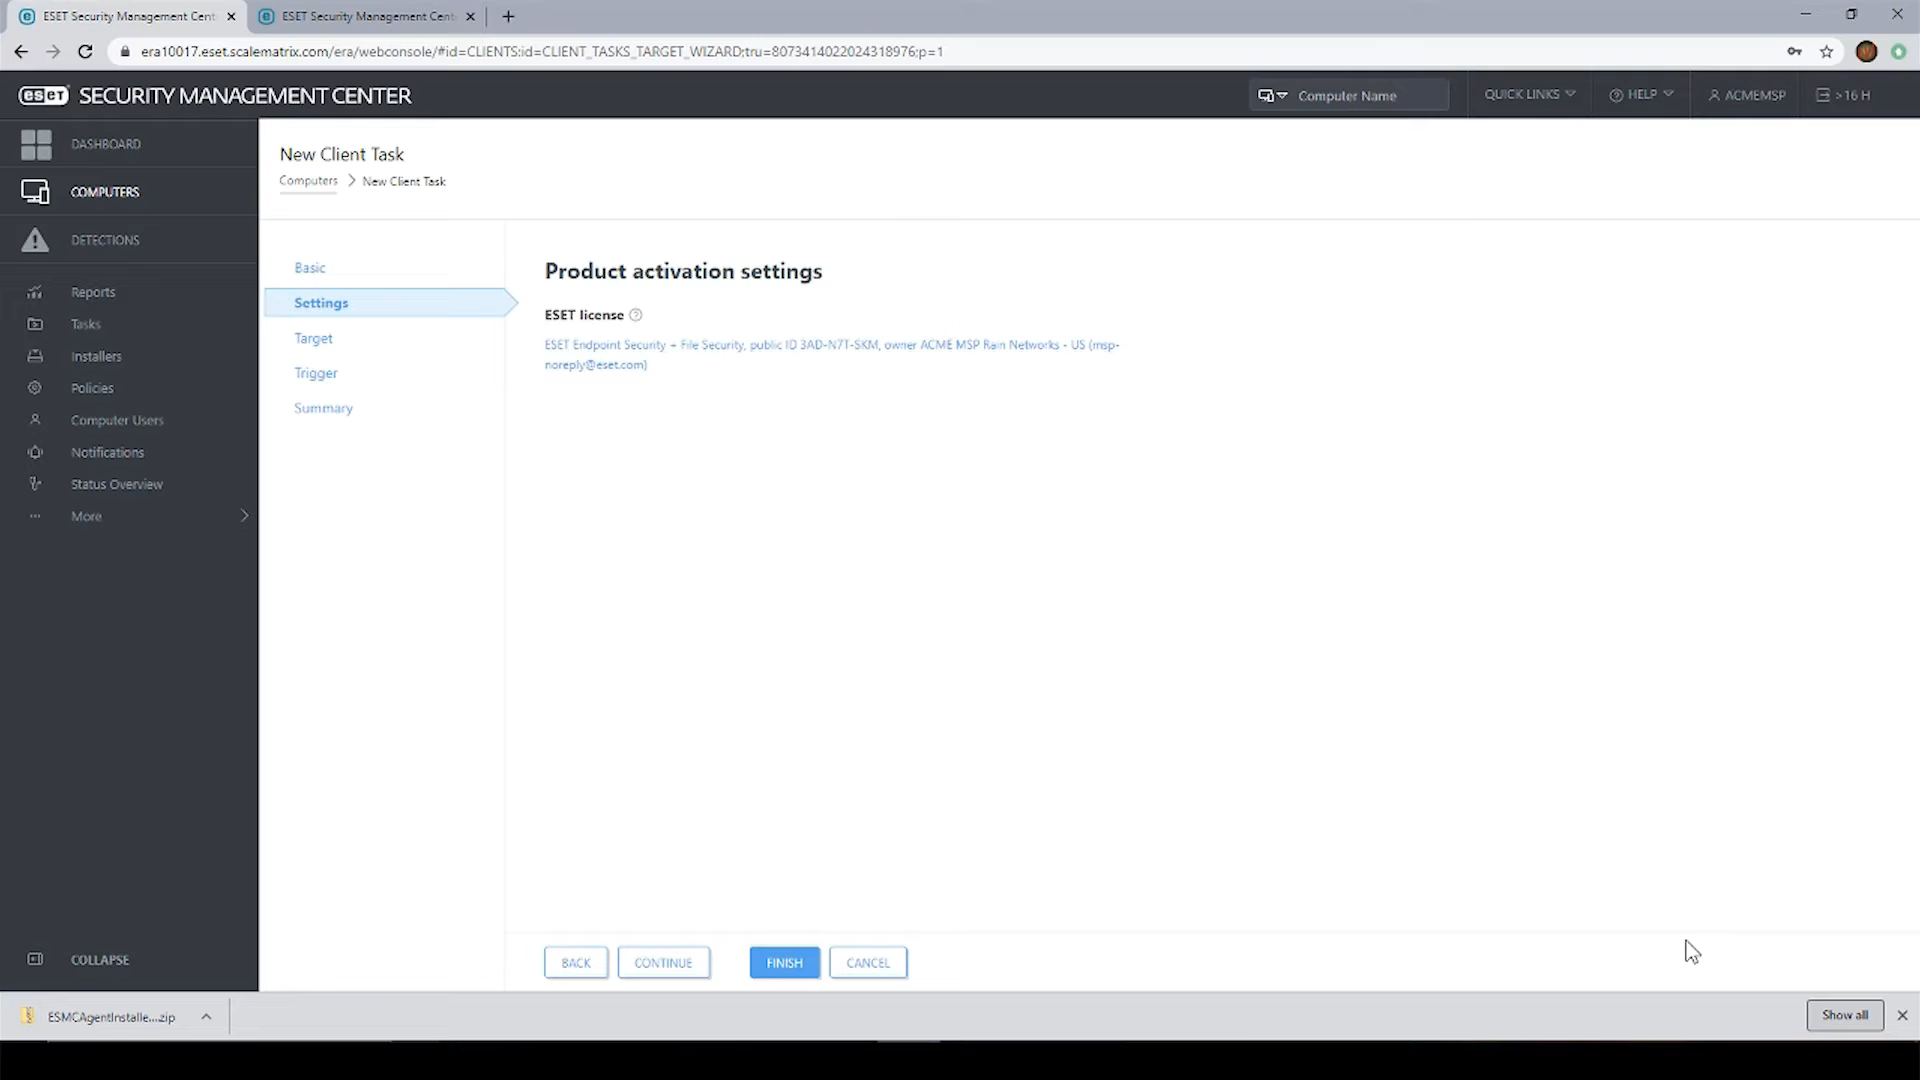 ESET Security Management Cent
ESET Security Management Cent
era10017.eset.scalematrix.com/era/webconsole/#id=CLIENTS:id=CLIENT_TASKS_TARGET_WIZARD;tru=8073414022024318976;p=1
eset SECURITY MANAGEMENT CENTER
Computer Name
QUICK LINKS
HELP
ACMEMSP
>16 H
DASHBOARD
COMPUTERS
DETECTIONS
Reports
Tasks
Installers
Policies
Computer Users
Notifications
Status Overview
More
COLLAPSE
New Client Task
Computers > New Client Task
Basic
Settings
Target
Trigger
Summary
Product activation settings
ESET license ?
ESET Endpoint Security + File Security, public ID 3AD-N7T-SKM, owner ACME MSP Rain Networks - US (msp-
noreply@eset.com)
BACK
CONTINUE
FINISH
CANCEL
ESMCAgentInstalle....zip
Show all